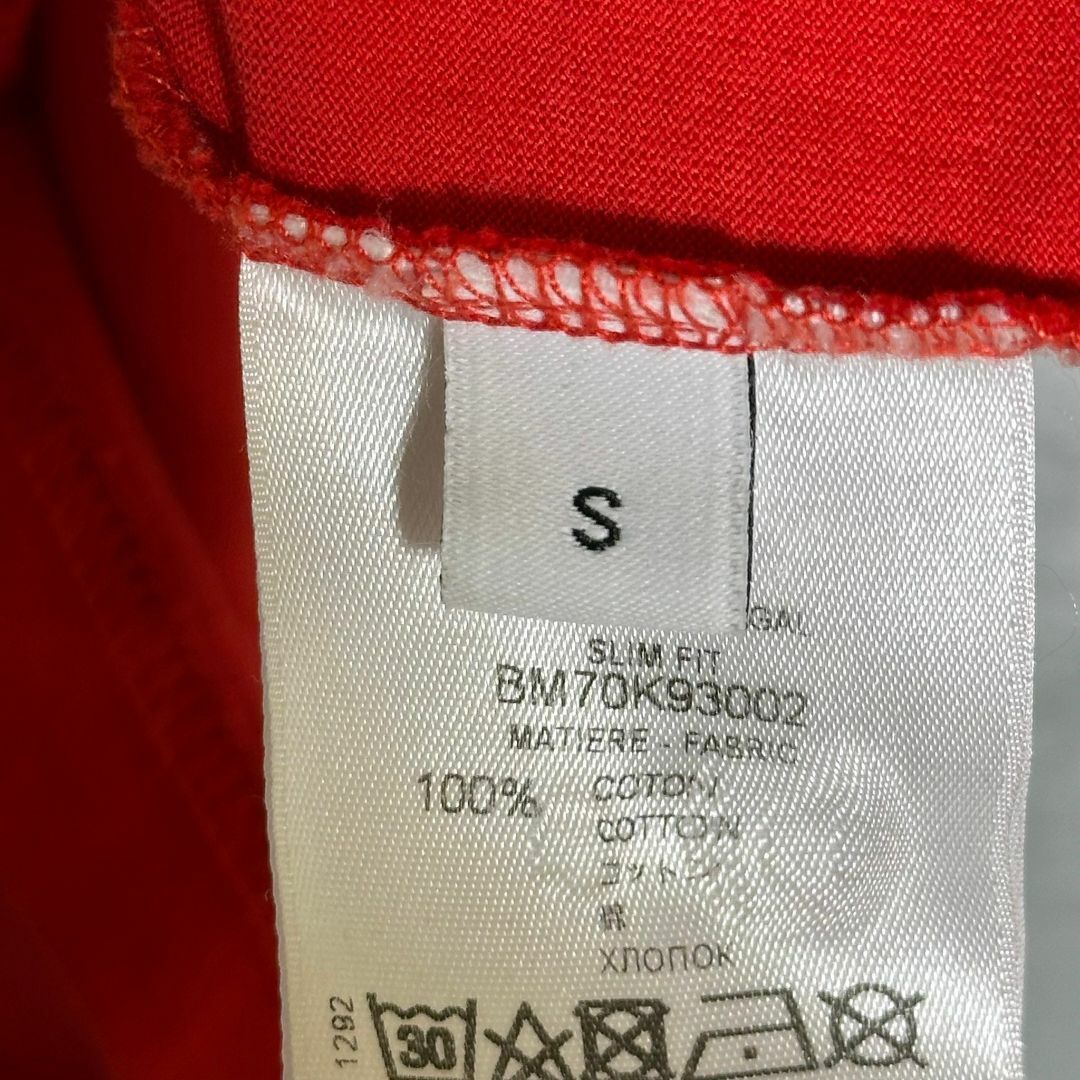 S
GAL
SLIM FIT
BM70K93002
MATIERE - FABRIC
100% COTON
COTTON
コットン
棉
ХЛОПОК
1292
30